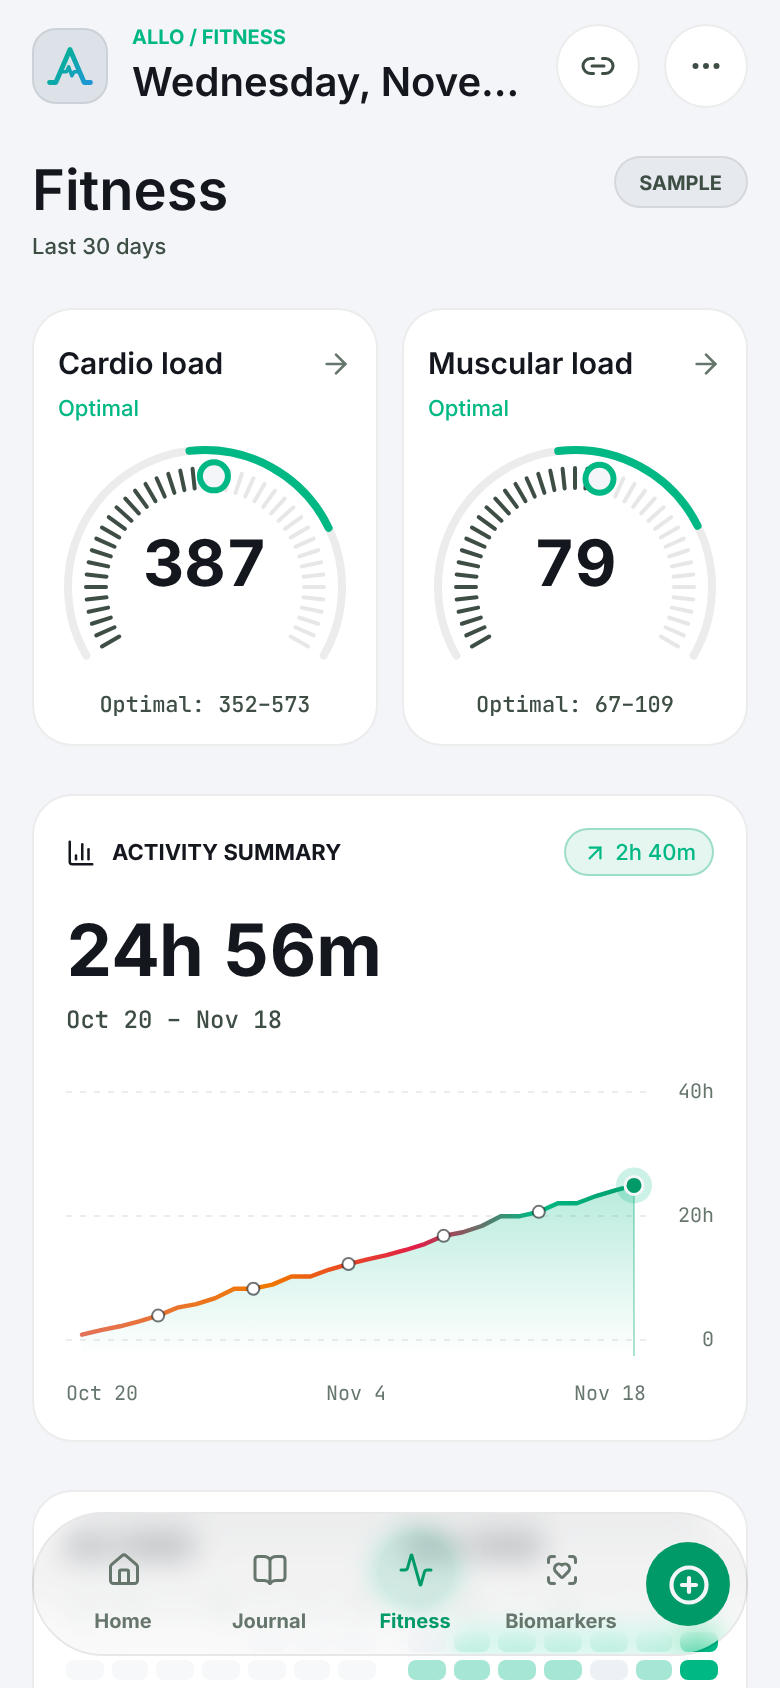 ALLO / FITNESS
Wednesday, Nove...
Fitness
SAMPLE
Last 30 days
Cardio load
Optimal
387
Optimal: 352–573
Muscular load
Optimal
79
Optimal: 67–109
ACTIVITY SUMMARY
2h 40m
24h 56m
Oct 20 – Nov 18
40h
20h
0
Oct 20
Nov 4
Nov 18
Home
Journal
Fitness
Biomarkers